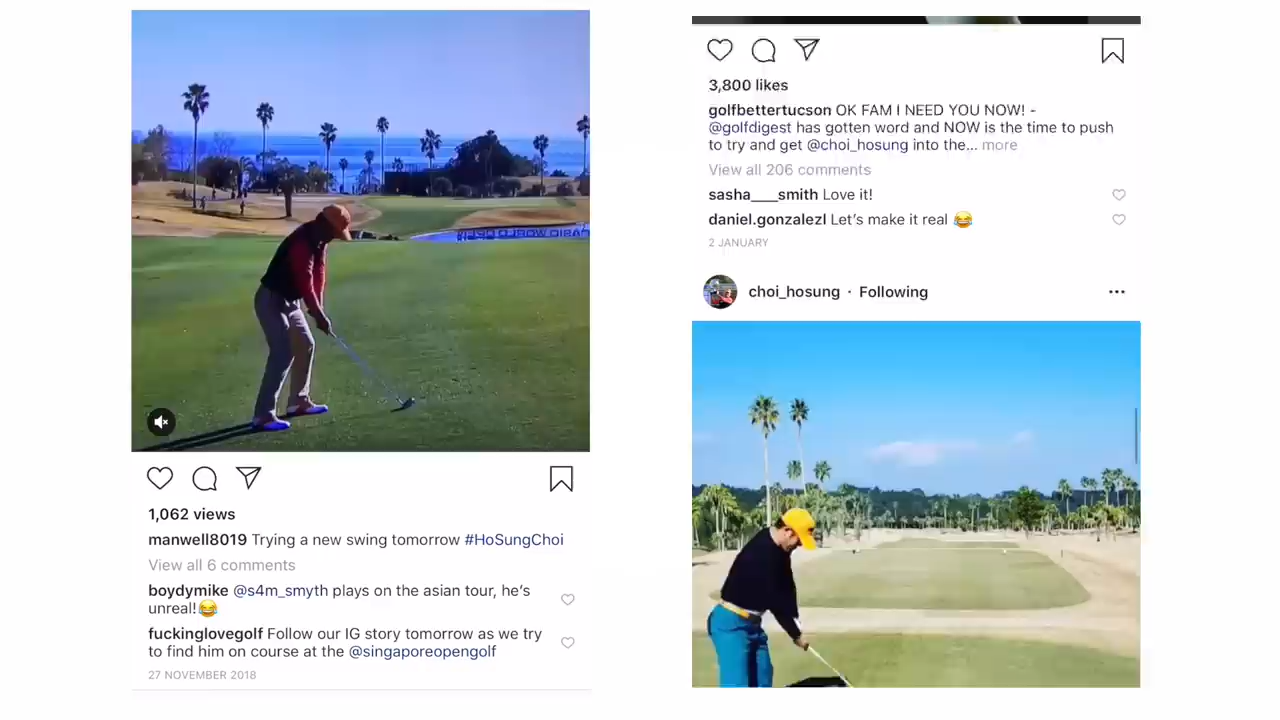 CASIO WORLD OPEN
1,062 views
manwell8019 Trying a new swing tomorrow #HoSungChoi
View all 6 comments
boydymike @s4m_smyth plays on the asian tour, he's
unreal!😂
fuckinglovegolf Follow our IG story tomorrow as we try
to find him on course at the @singaporeopengolf
27 NOVEMBER 2018
3,800 likes
golfbettertucson OK FAM I NEED YOU NOW! -
@golfdigest has gotten word and NOW is the time to push
to try and get @choi_hosung into the... more
View all 206 comments
sasha___smith Love it!
daniel.gonzalezl Let's make it real 😂
2 JANUARY
choi_hosung · Following